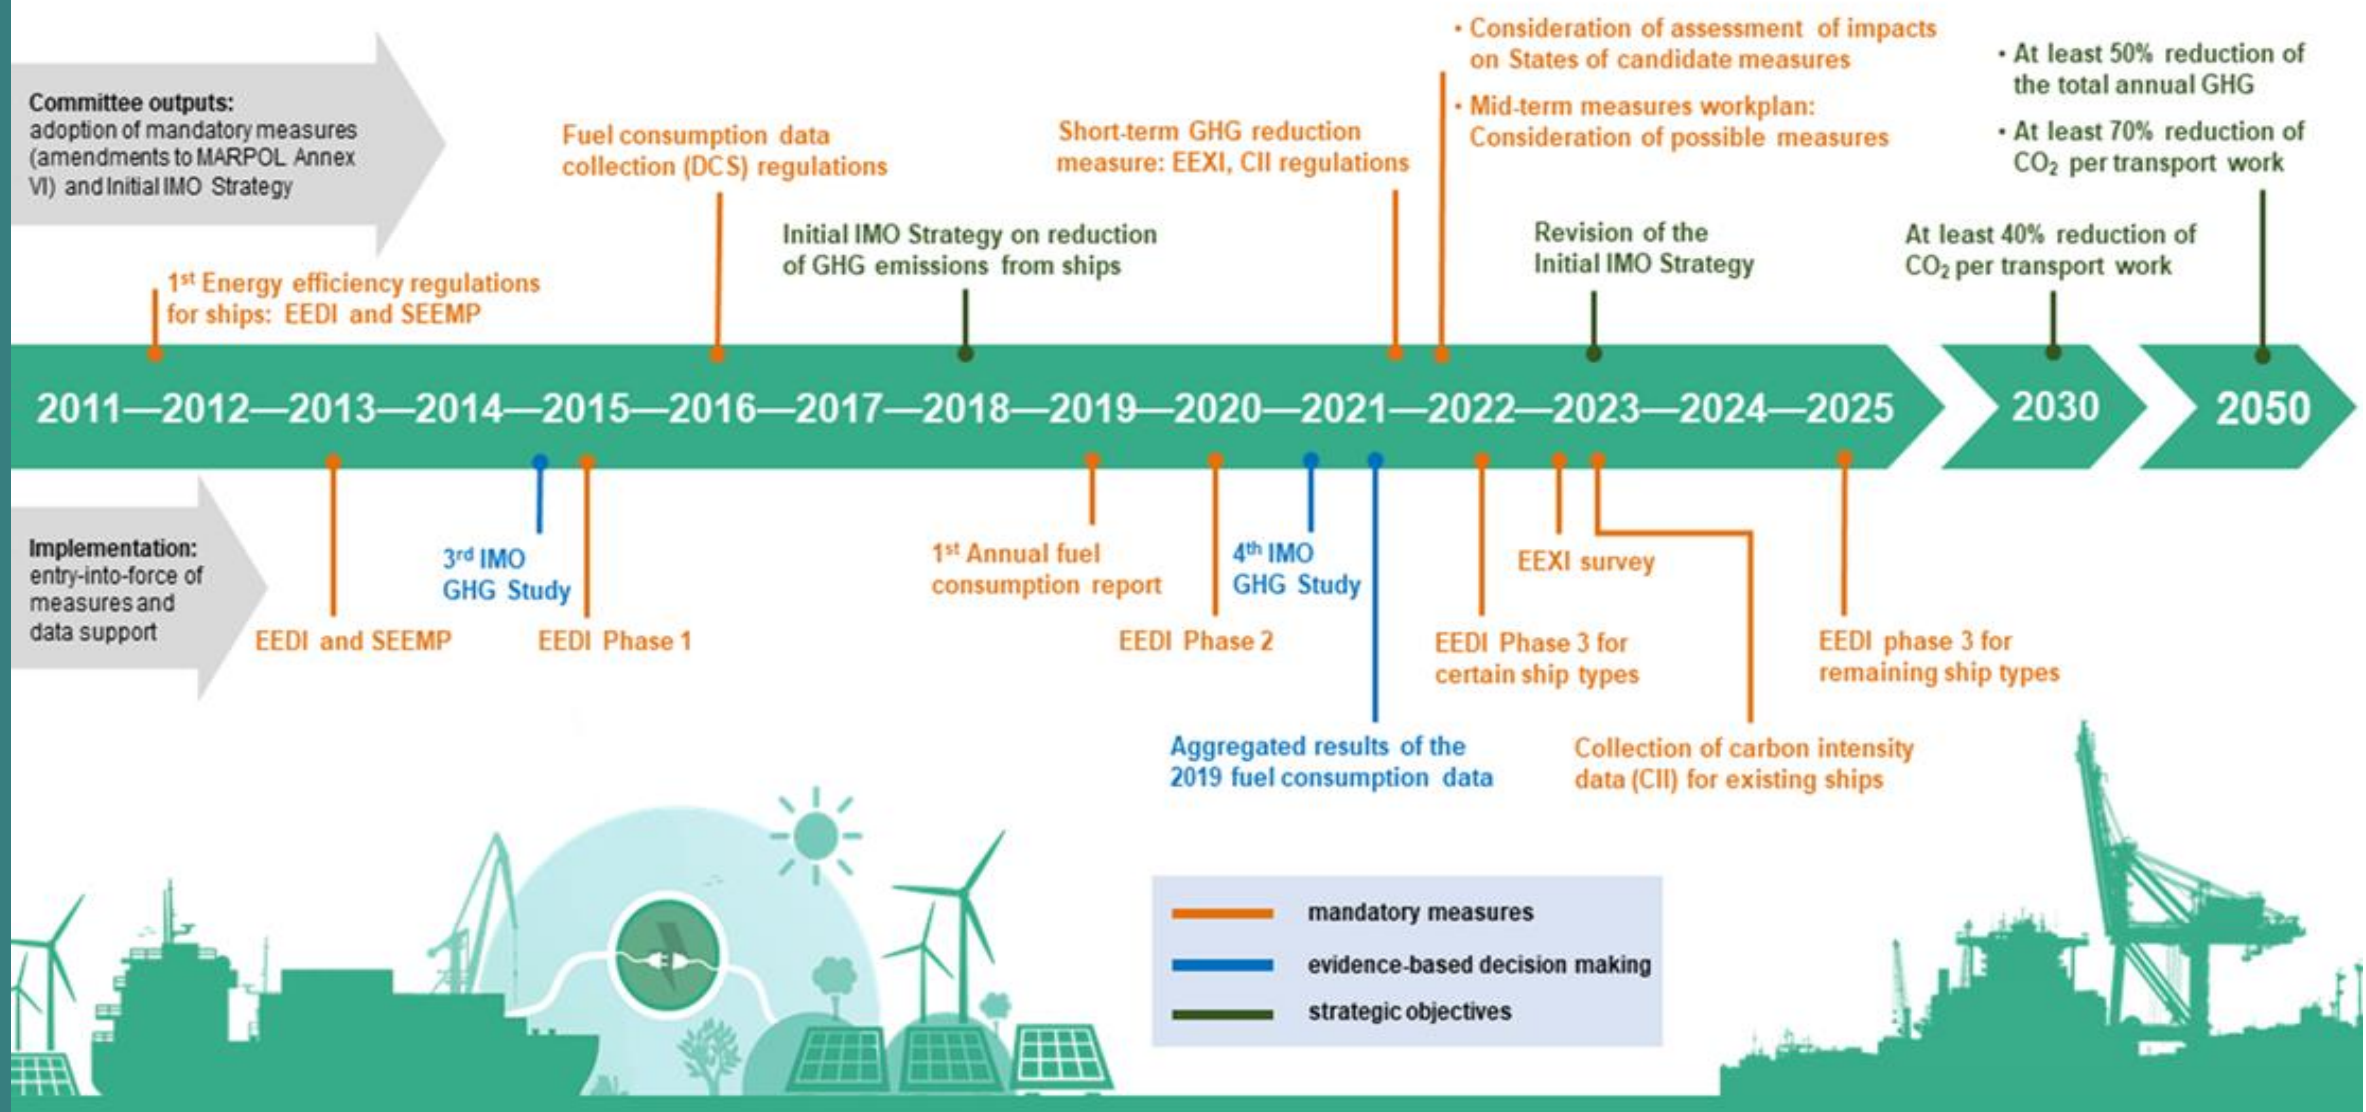 Committee outputs:
adoption of mandatory measures
(amendments to MARPOL Annex
VI) and Initial IMO Strategy
1st Energy efficiency regulations
for ships: EEDI and SEEMP
Fuel consumption data
collection (DCS) regulations
Initial IMO Strategy on reduction
of GHG emissions from ships
Short-term GHG reduction
measure: EEXI, CII regulations
• Consideration of assessment of impacts
on States of candidate measures
• Mid-term measures workplan:
Consideration of possible measures
Revision of the
Initial IMO Strategy
At least 40% reduction of
CO₂ per transport work
• At least 50% reduction of
the total annual GHG
• At least 70% reduction of
CO₂ per transport work
2011—2012—2013—2014—2015—2016—2017—2018—2019—2020—2021—2022—2023—2024—2025
2030
2050
Implementation:
entry-into-force of
measures and
data support
EEDI and SEEMP
3rd IMO
GHG Study
EEDI Phase 1
1st Annual fuel
consumption report
EEDI Phase 2
4th IMO
GHG Study
Aggregated results of the
2019 fuel consumption data
EEDI Phase 3 for
certain ship types
EEXI survey
Collection of carbon intensity
data (CII) for existing ships
EEDI phase 3 for
remaining ship types
mandatory measures
evidence-based decision making
strategic objectives